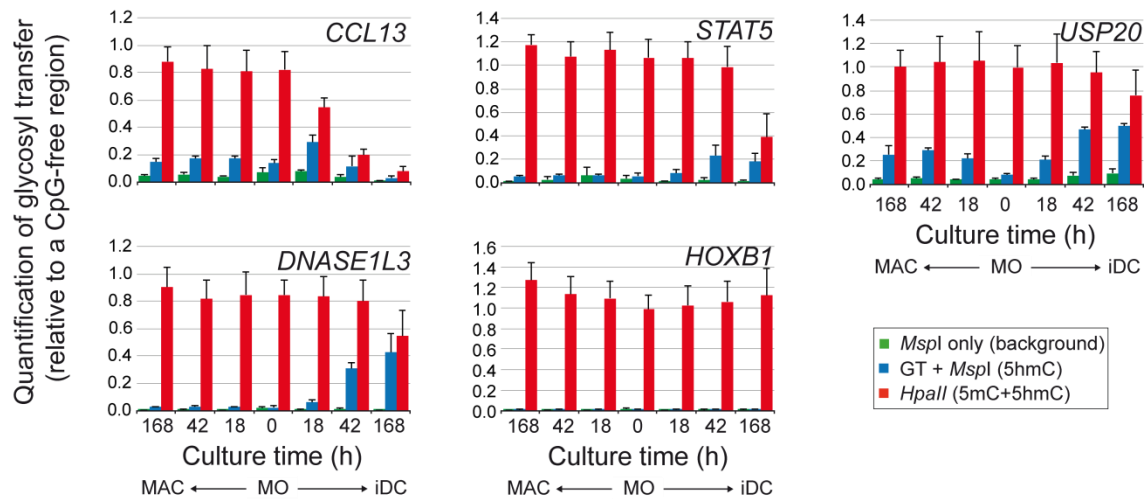 Quantification of glycosyl transfer
(relative to a CpG-free region)
CCL13
1.2
1.0
0.8
0.6
0.4
0.2
0.0
STAT5
1.4
1.2
1.0
0.8
0.6
0.4
0.2
0.0
USP20
1.4
1.2
1.0
0.8
0.6
0.4
0.2
0.0
168 42 18 0 18 42 168
Culture time (h)
MAC MO iDC
DNASE1L3
1.2
1.0
0.8
0.6
0.4
0.2
0.0
168 42 18 0 18 42 168
Culture time (h)
MAC MO iDC
HOXB1
1.6
1.4
1.2
1.0
0.8
0.6
0.4
0.2
0.0
168 42 18 0 18 42 168
Culture time (h)
MAC MO iDC
MspI only (background)
GT + MspI (5hmC)
HpaII (5mC+5hmC)